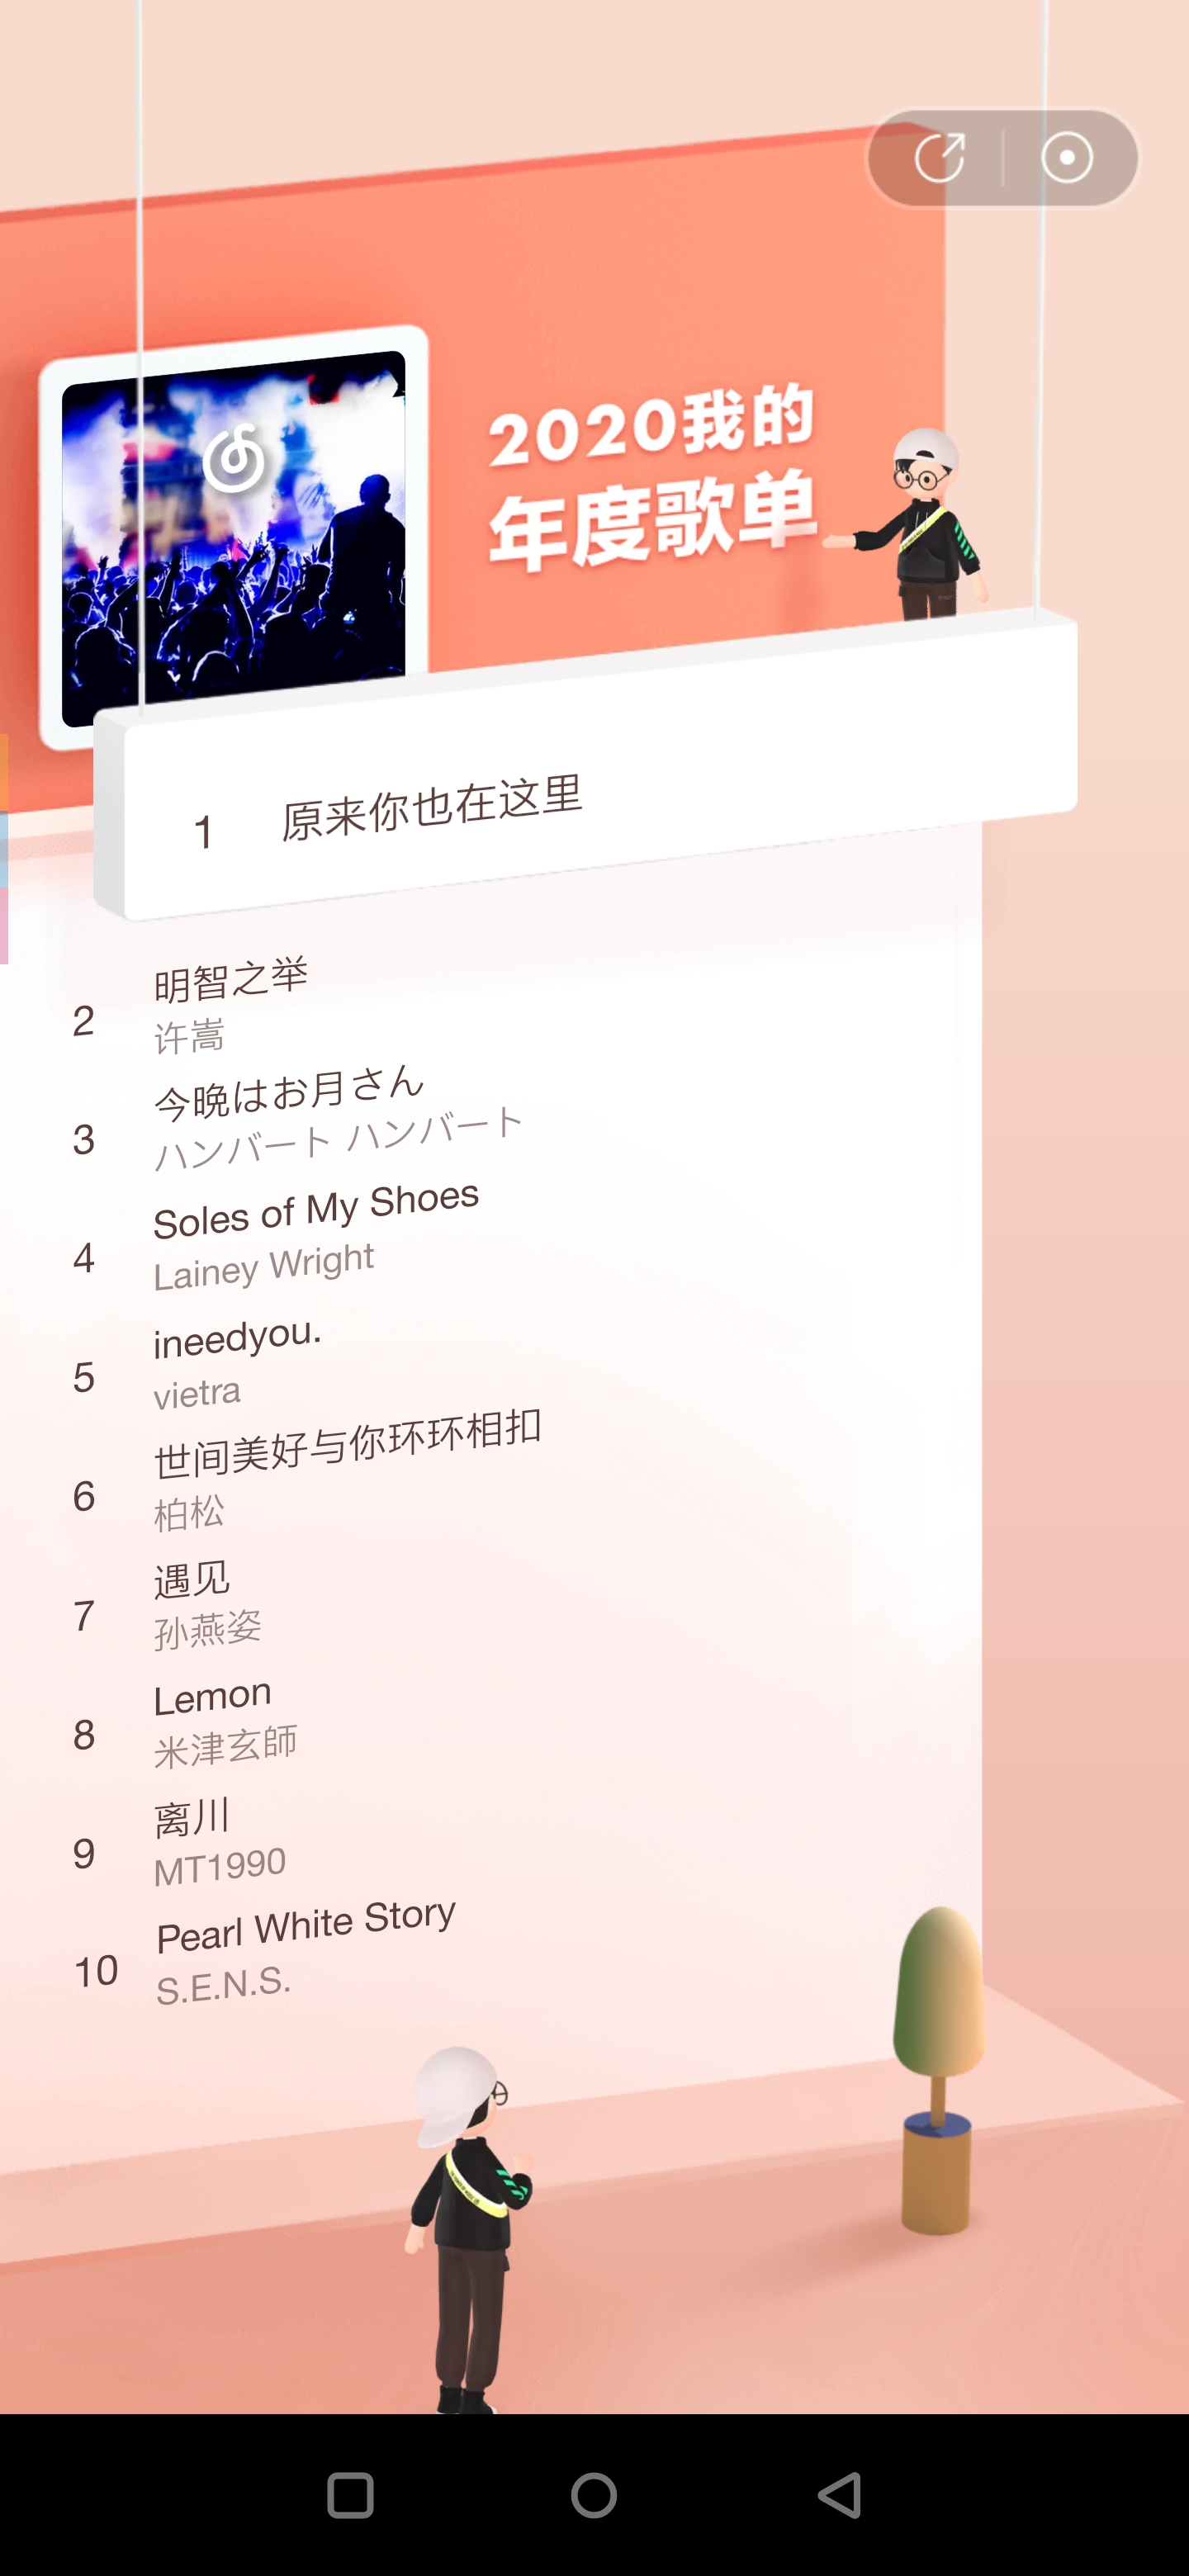 2020我的
年度歌单
1 原来你也在这里
2 明智之举
许嵩
3 今晚はお月さん
ハンバート ハンバート
4 Soles of My Shoes
Lainey Wright
5 ineedyou.
vietra
6 世间美好与你环环相扣
柏松
7 遇见
孙燕姿
8 Lemon
米津玄師
9 离川
MT1990
10 Pearl White Story
S.E.N.S.